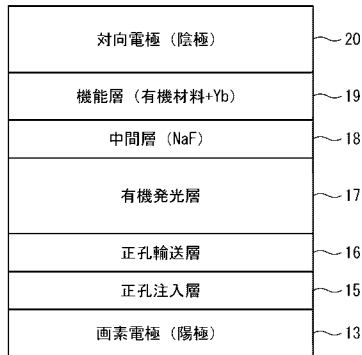 対向電極（陰極） 20
機能層（有機材料+Yb） 19
中間層（NaF） 18
有機発光層 17
正孔輸送層 16
正孔注入層 15
画素電極（陽極） 13